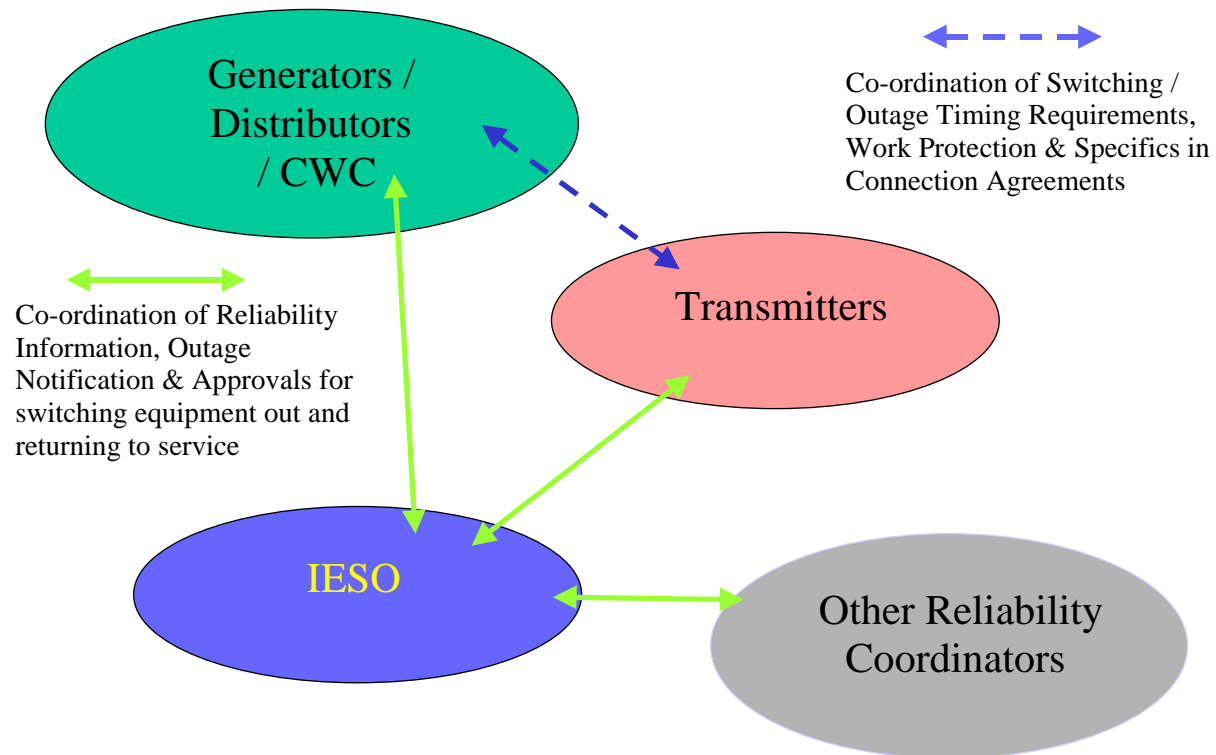 Generators /
Distributors
/ CWC
Co-ordination of Switching /
Outage Timing Requirements,
Work Protection & Specifics in
Connection Agreements
Transmitters
Co-ordination of Reliability
Information, Outage
Notification & Approvals for
switching equipment out and
returning to service
IESO
Other Reliability
Coordinators